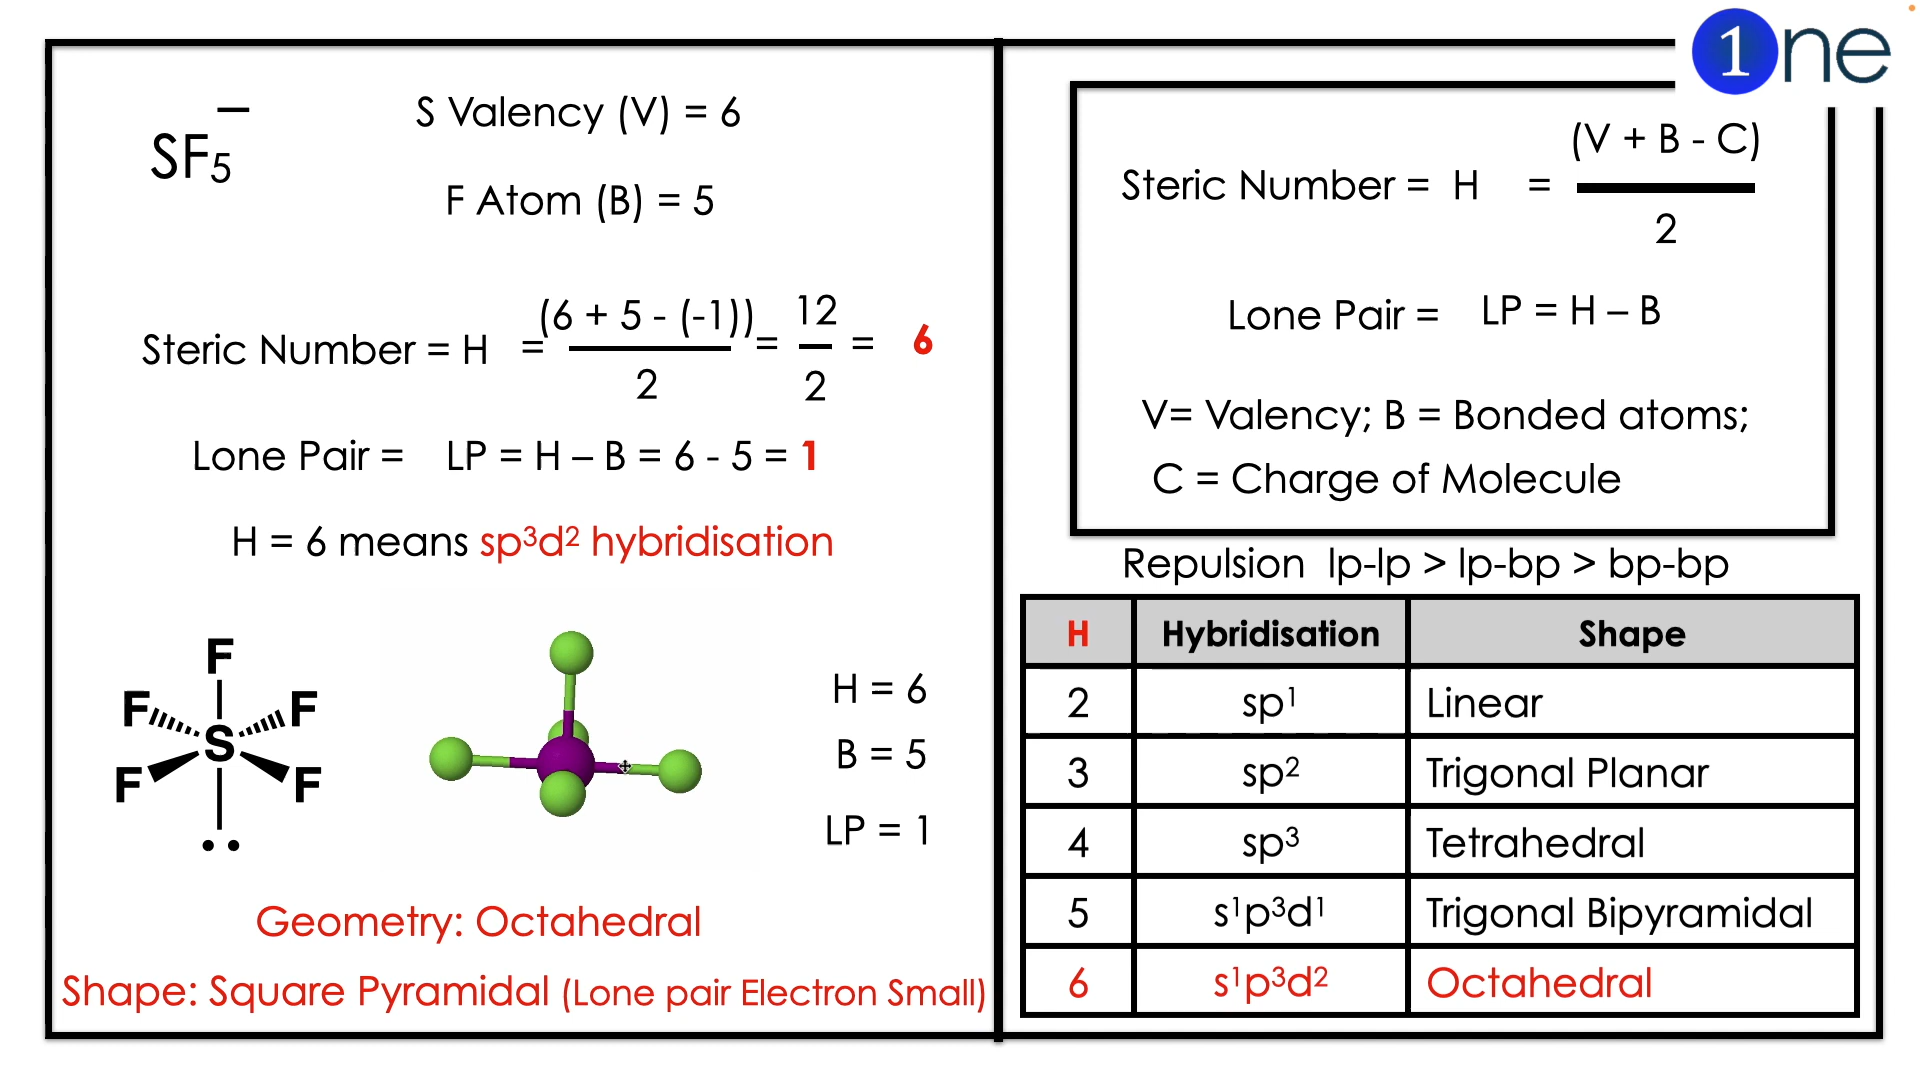 1ne
SF₅⁻
S Valency (V) = 6
F Atom (B) = 5
Steric Number = H = (6 + 5 - (-1)) / 2 = 12 / 2 = 6
Lone Pair = LP = H – B = 6 - 5 = 1
H = 6 means sp³d² hybridisation
F
F F
S
F F
H = 6
B = 5
LP = 1
Geometry: Octahedral
Shape: Square Pyramidal (Lone pair Electron Small)
Steric Number = H = (V + B - C) / 2
Lone Pair = LP = H – B
V= Valency; B = Bonded atoms;
C = Charge of Molecule
Repulsion lp-lp > lp-bp > bp-bp
H Hybridisation Shape
2 sp¹ Linear
3 sp² Trigonal Planar
4 sp³ Tetrahedral
5 s¹p³d¹ Trigonal Bipyramidal
6 s¹p³d² Octahedral